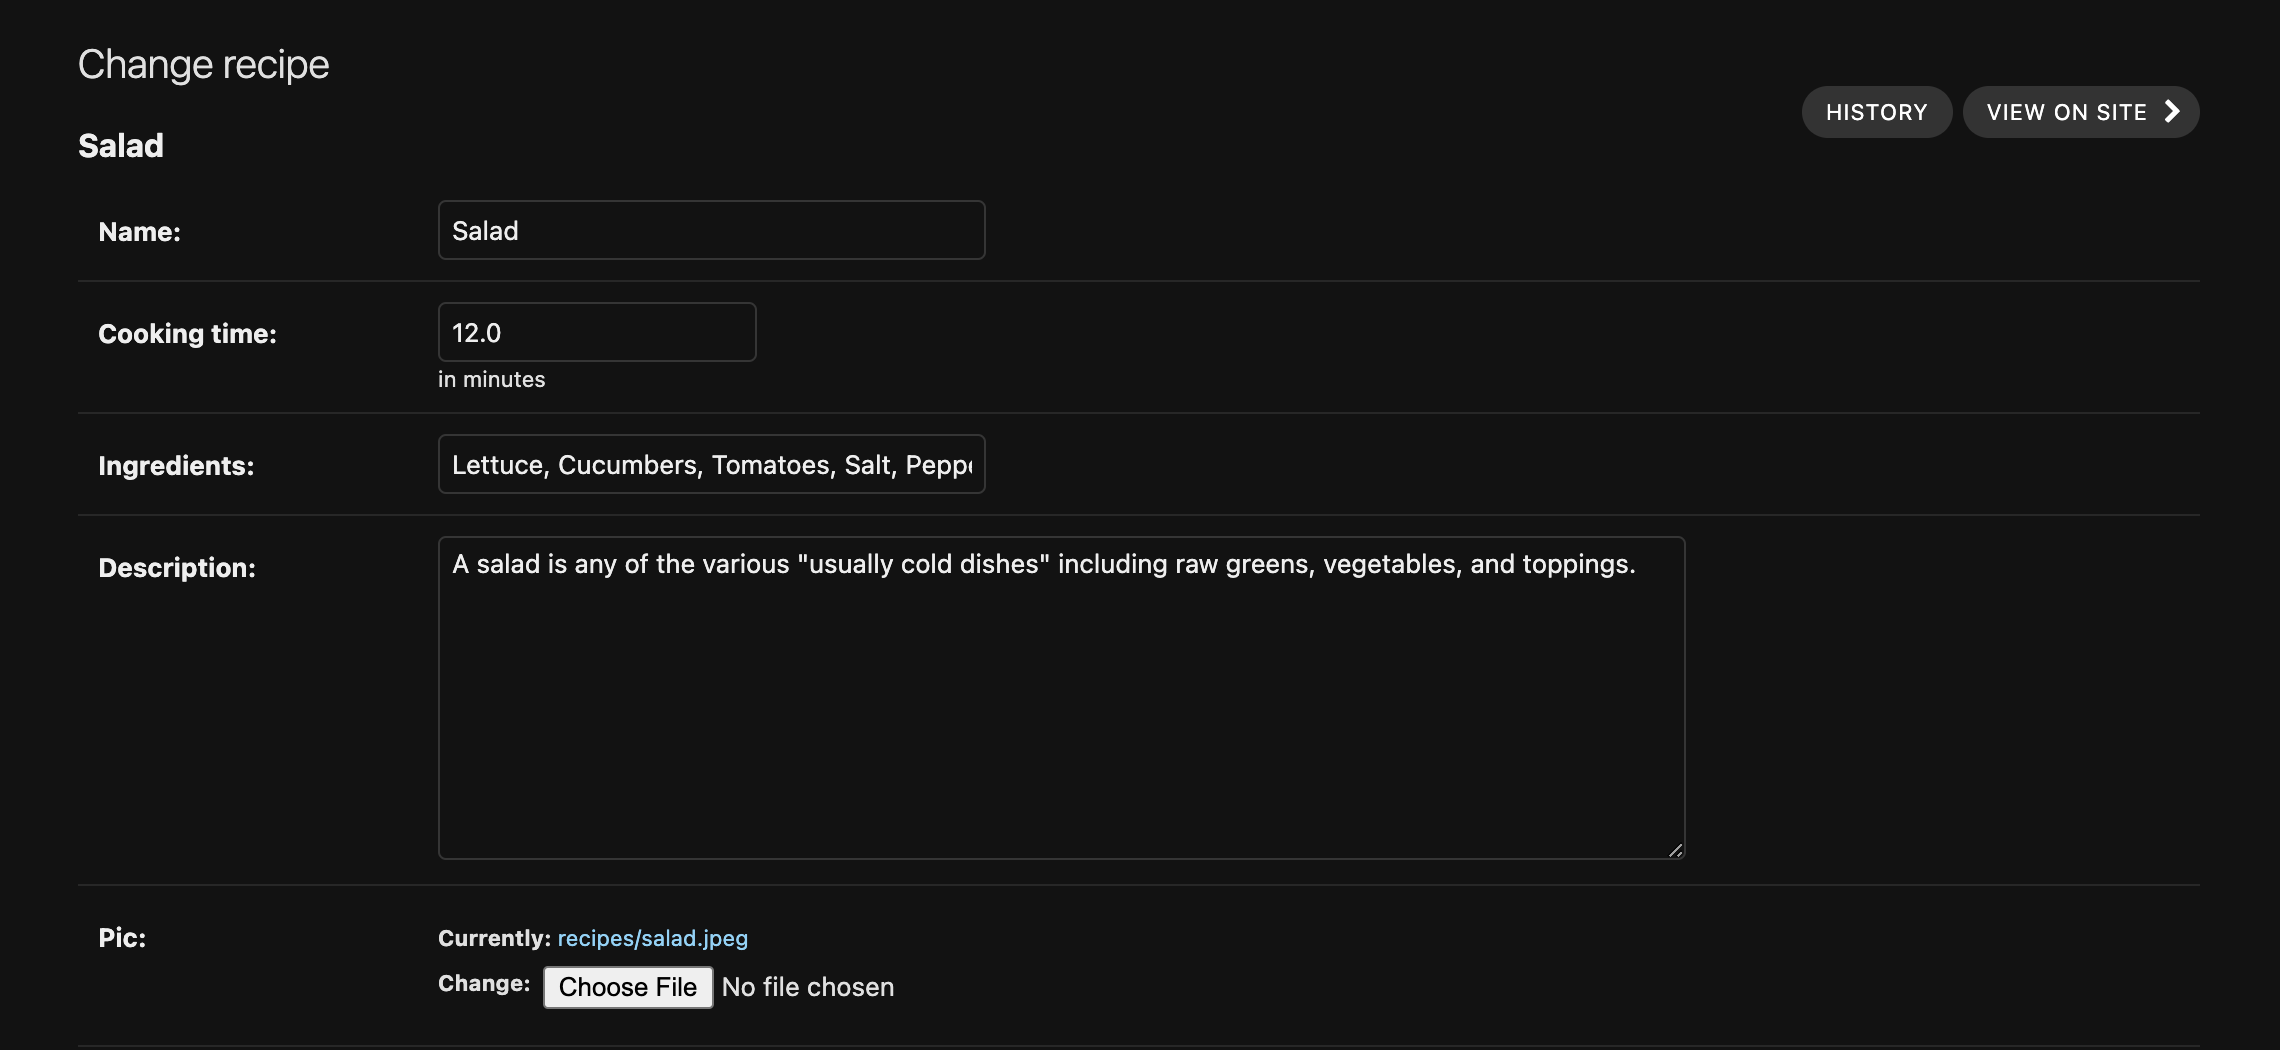 Change recipe
HISTORY
VIEW ON SITE
Salad
Name:
Salad
Cooking time:
12.0
in minutes
Ingredients:
Lettuce, Cucumbers, Tomatoes, Salt,
Description:
A salad is any of the various "usually cold dishes" including raw greens, vegetables, and toppings.
Pic:
Currently: recipes/salad.jpeg
Change: Choose File No file chosen